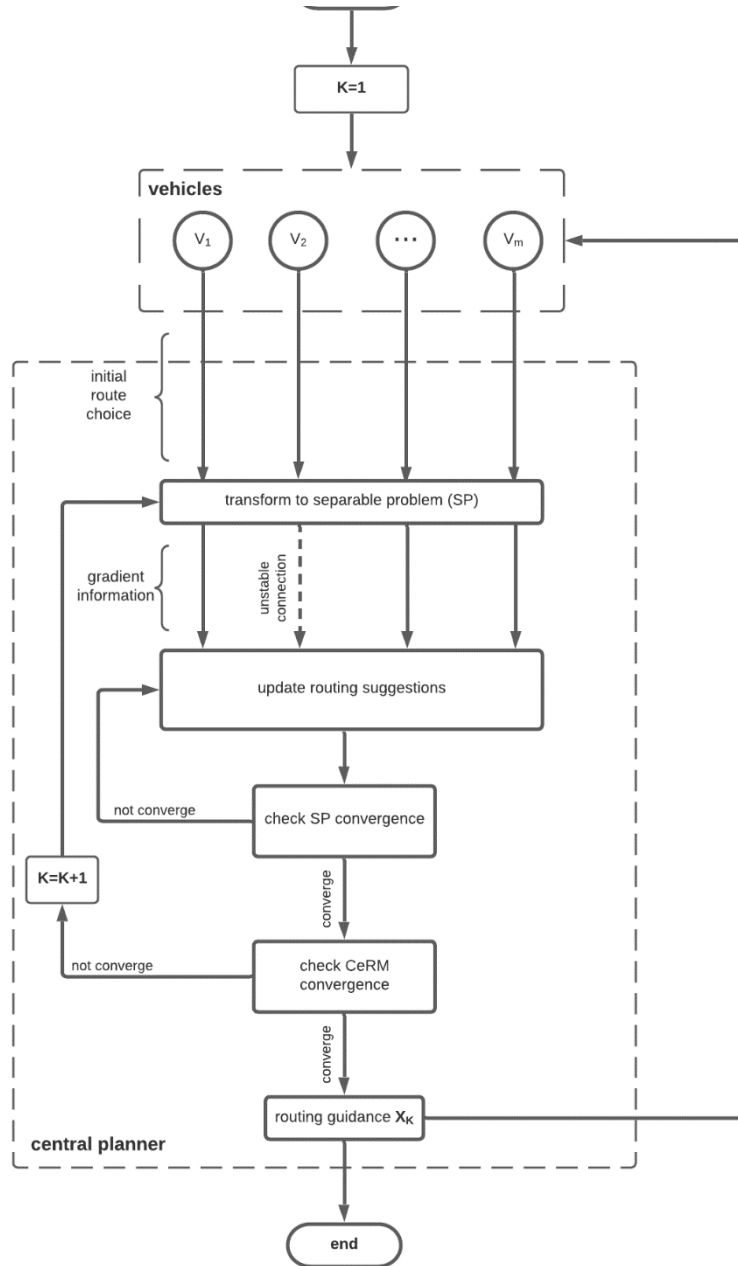 K=1
vehicles
V₁
V₂
•••
Vₘ
initial
route
choice
transform to separable problem (SP)
gradient
information
unstable
connection
update routing suggestions
not converge
check SP convergence
K=K+1
converge
not converge
check CeRM
convergence
converge
routing guidance X_K
central planner
end